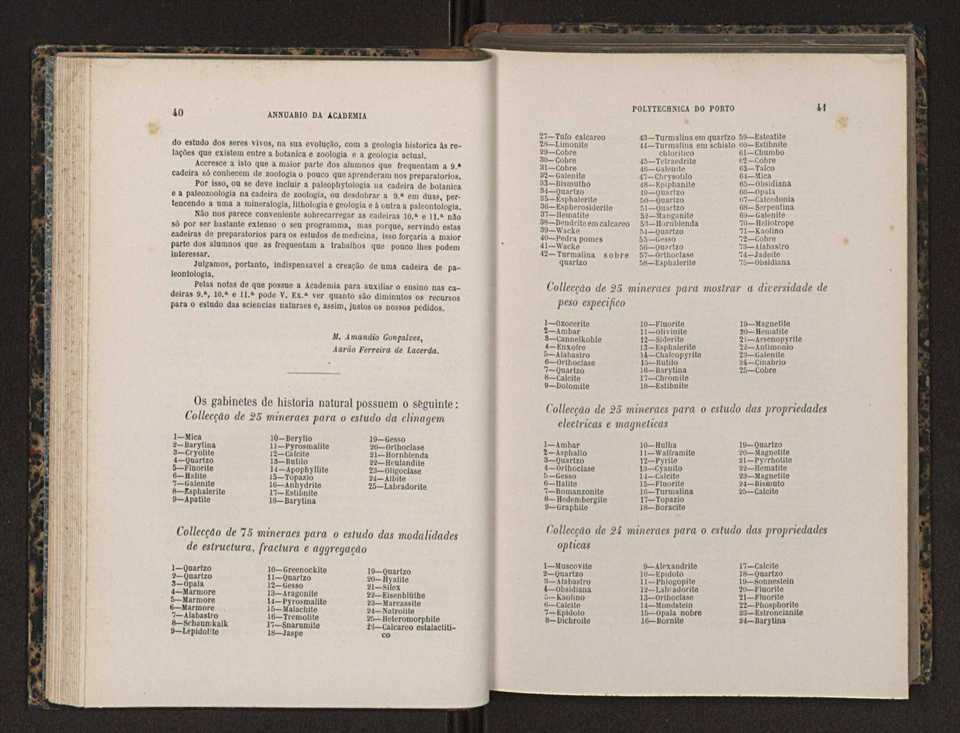 40
ANNUARIO DA ACADEMIA
do estudo dos seres vivos, na sua evolução, com a geologia historica ás re-
lações que existem entre a botanica e zoologia e a geologia actual.
Accresce a isto que a maior parte dos alumnos que frequentam a 9.ª
cadeira só conhecem de zoologia o pouco que aprenderam nos preparatorios.
Por isso, ou se deve incluir a paleophytologia na cadeira de botanica
e a paleozoologia na cadeira de zoologia, ou desdobrar a 9.ª em duas, per-
tencendo a uma a mineralogia, lithologia e geologia e á outra a paleontologia.
Não nos parece conveniente sobrecarregar as cadeiras 10.ª e 11.ª não
só por ser bastante extenso o seu programma, mas porque, servindo estas
cadeiras de preparatorios para os estudos de medicina, isso forçaria a maior
parte dos alumnos que as frequentam a trabalhos que pouco lhes podem
interessar.
Julgamos, portanto, indispensavel a creação de uma cadeira de pa-
leontologia.
Pelas notas de que possue a Academia para auxiliar o ensino nas ca-
deiras 9.ª, 10.ª e 11.ª pode V. Ex.ª ver quanto são diminutos os recursos
para o estudo das sciencias naturaes e, assim, justos os nossos pedidos.
M. Amandio Gonçalves,
Aarão Ferreira de Lacerda.
Os gabinetes de historia natural possuem o seguinte:
Collecção de 25 mineraes para o estudo da clinagem
1—Mica
2—Barytina
3—Cryolite
4—Quartzo
5—Fluorite
6—Halite
7—Galenite
8—Esphalerite
9—Apatite
10—Berylio
11—Pyrosmalite
12—Calcite
13—Rutilo
14—Apophyllite
15—Topazio
16—Anhydrite
17—Estibnite
18—Barytina
19—Gesso
20—Orthoclase
21—Hornblenda
22—Heulandite
23—Oligoclase
24—Albite
25—Labradorite
Collecção de 75 mineraes para o estudo das modalidades
de estructura, fractura e aggregação
1—Quartzo
2—Quartzo
3—Opala
4—Marmore
5—Marmore
6—Marmore
7—Alabastro
8—Schaumkalk
9—Lepidolite
10—Greenockite
11—Quartzo
12—Gesso
13—Aragonite
14—Pyrosmalite
15—Malachite
16—Tremolite
17—Snarumite
18—Jaspe
19—Quartzo
20—Hyalite
21—Silex
22—Eisenblüthe
23—Marcassite
24—Natrolite
25—Heteromorphite
26—Calcareo estalactiti-
co
POLYTECHNICA DO PORTO
41
27—Tufo calcareo
28—Limonite
29—Cobre
30—Cobre
31—Cobre
32—Galenite
33—Bismutho
34—Quartzo
35—Esphalerite
36—Espherosiderite
37—Hematite
38—Dendrite em calcareo
39—Wacke
40—Pedra pomes
41—Wacke
42—Turmalina sobre
quartzo
43—Turmalina em quartzo
44—Turmalina em schisto
chloritico
45—Tetraedrite
46—Galenite
47—Chrysotilo
48—Epiphanite
49—Quartzo
50—Quartzo
51—Quartzo
52—Manganite
53—Hornblenda
54—Quartzo
55—Gesso
56—Quartzo
57—Orthoclase
58—Esphalerite
59—Esteatite
60—Estibnite
61—Chumbo
62—Cobre
63—Talco
64—Mica
65—Obsidiana
66—Opala
67—Calcedonia
68—Serpentina
69—Galenite
70—Heliotrope
71—Kaolino
72—Cobre
73—Alabastro
74—Jadeite
75—Obsidiana
Collecção de 25 mineraes para mostrar a diversidade de
peso especifico
1—Ozocerite
2—Ambar
3—Cannelkohle
4—Enxofre
5—Alabastro
6—Orthoclase
7—Quartzo
8—Calcite
9—Dolomite
10—Fluorite
11—Olivinite
12—Siderite
13—Esphalerite
14—Chalcopyrite
15—Rutilo
16—Barytina
17—Chromite
18—Estibnite
19—Magnetite
20—Hematite
21—Arsenopyrite
22—Antimonio
23—Galenite
24—Cinabrio
25—Cobre
Collecção de 25 mineraes para o estudo das propriedades
electricas e magneticas
1—Ambar
2—Asphalto
3—Quartzo
4—Orthoclase
5—Gesso
6—Halite
7—Romanzonite
8—Hedembergite
9—Graphite
10—Hulha
11—Walframite
12—Pyrite
13—Cyanito
14—Calcite
15—Fluorite
16—Turmalina
17—Topazio
18—Boracite
19—Quartzo
20—Magnetite
21—Pyrrhotite
22—Hematite
23—Magnetite
24—Bismuto
25—Calcite
Collecção de 24 mineraes para o estudo das propriedades
opticas
1—Muscovite
2—Quartzo
3—Alabastro
4—Obsidiana
5—Kaolino
6—Calcite
7—Epidoto
8—Dichroite
9—Alexandrite
10—Epidoto
11—Phlogopite
12—Labradorite
13—Orthoclase
14—Mondstein
15—Opala nobre
16—Bornite
17—Calcite
18—Quartzo
19—Sonnestein
20—Fluorite
21—Fluorite
22—Phosphorite
23—Estroncianite
24—Barytina